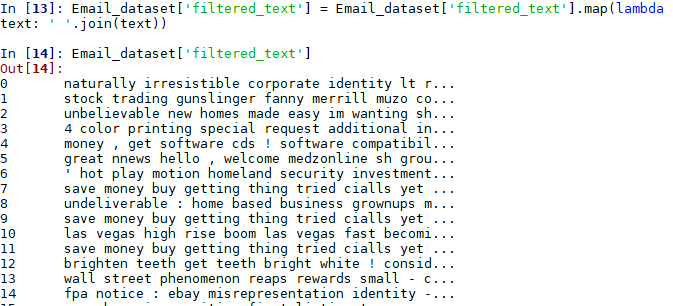 In [13]: Email_dataset['filtered_text'] = Email_dataset['filtered_text'].map(lambda
text: ' '.join(text))
In [14]: Email_dataset['filtered_text']
Out[14]:
0 naturally irresistible corporate identity lt r...
1 stock trading gunslinger fanny merrill muzo co...
2 unbelievable new homes made easy im wanting sh...
3 4 color printing special request additional in...
4 money , get software cds ! software compatibil...
5 great nnews hello , welcome medzonline sh grou...
6 ' hot play motion homeland security investment...
7 save money buy getting thing tried cialls yet ...
8 undeliverable : home based business grownups m...
9 save money buy getting thing tried cialls yet ...
10 las vegas high rise boom las vegas fast becomi...
11 save money buy getting thing tried cialls yet ...
12 brighten teeth get teeth bright white ! consid...
13 wall street phenomenon reaps rewards small - c...
14 fpa notice : ebay misrepresentation identity -...